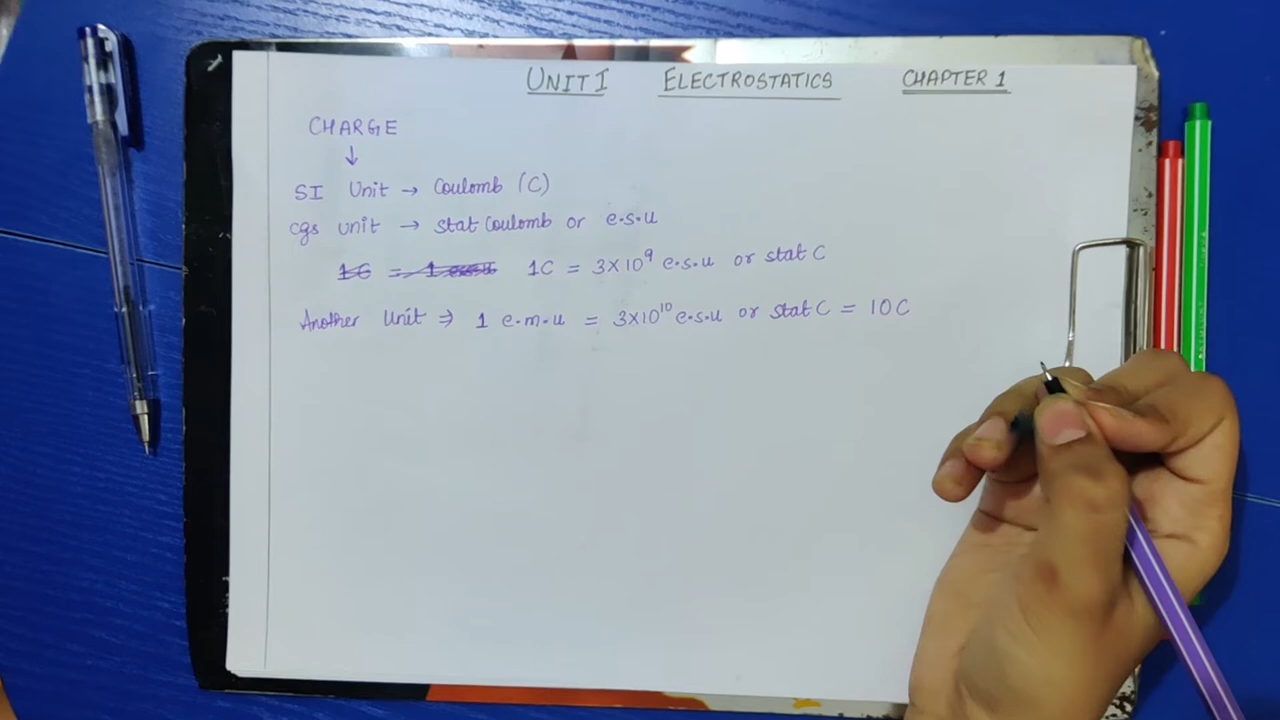 UNIT I ELECTROSTATICS CHAPTER 1
CHARGE
↓
SI Unit → Coulomb (C)
cgs unit → stat Coulomb or e.s.u
1C = 3×10⁹ e.s.u or stat C
Another Unit ⇒ 1 e.m.u = 3×10¹⁰ e.s.u or stat C = 10C